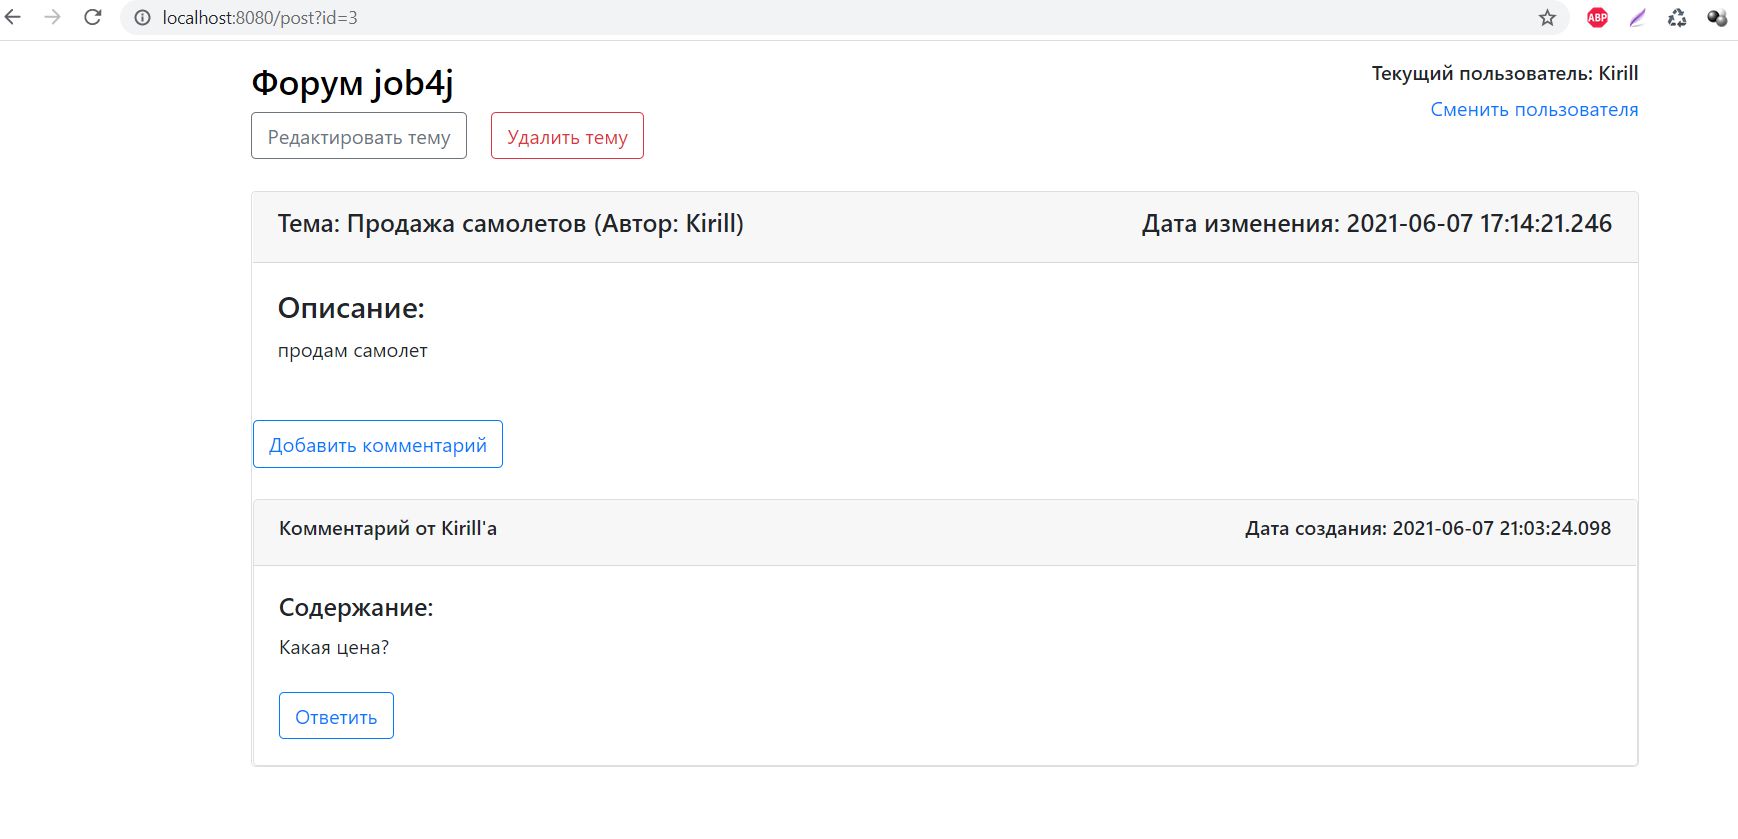 localhost:8080/post?id=3
ABP
Форум job4j
Текущий пользователь: Kirill
Сменить пользователя
Редактировать тему
Удалить тему
Тема: Продажа самолетов (Автор: Kirill)
Дата изменения: 2021-06-07 17:14:21.246
Описание:
продам самолет
Добавить комментарий
Комментарий от Kirill'a
Дата создания: 2021-06-07 21:03:24.098
Содержание:
Какая цена?
Ответить